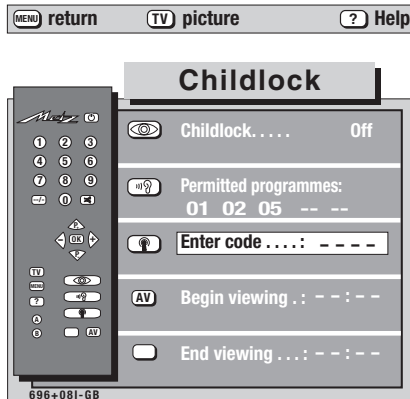 MENU return TV picture ? Help
Childlock
Metz
1 2 3
4 5 6
7 8 9
-/-- 0
P
- OK +
P
TV
MENU
?
A
B AV
Childlock..... Off
Permitted programmes:
01 02 05 -- --
Enter code ....: _ _ _ _
AV Begin viewing .: – – : – –
End viewing ...: – – : – –
696+08I-GB